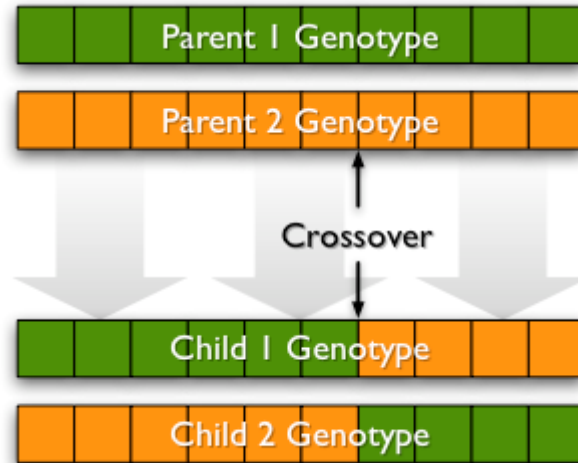 Parent 1 Genotype
Parent 2 Genotype
Crossover
Child 1 Genotype
Child 2 Genotype